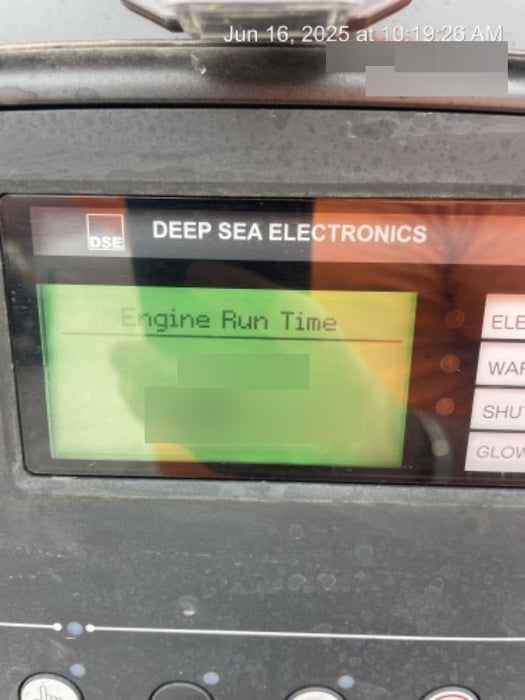 Jun 16, 2025 at 10:19:26 AM
DSE
DEEP SEA ELECTRONICS
Engine Run Time
ELE
WAR
SHUT
GLOW